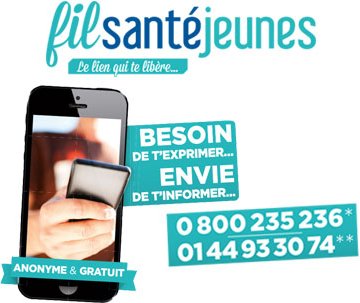 filsantéjeunes
Le lien qui te libère...
BESOIN
DE T'EXPRIMER...
ENVIE
DE T'INFORMER...
0 800 235 236*
01 44 93 30 74**
ANONYME & GRATUIT